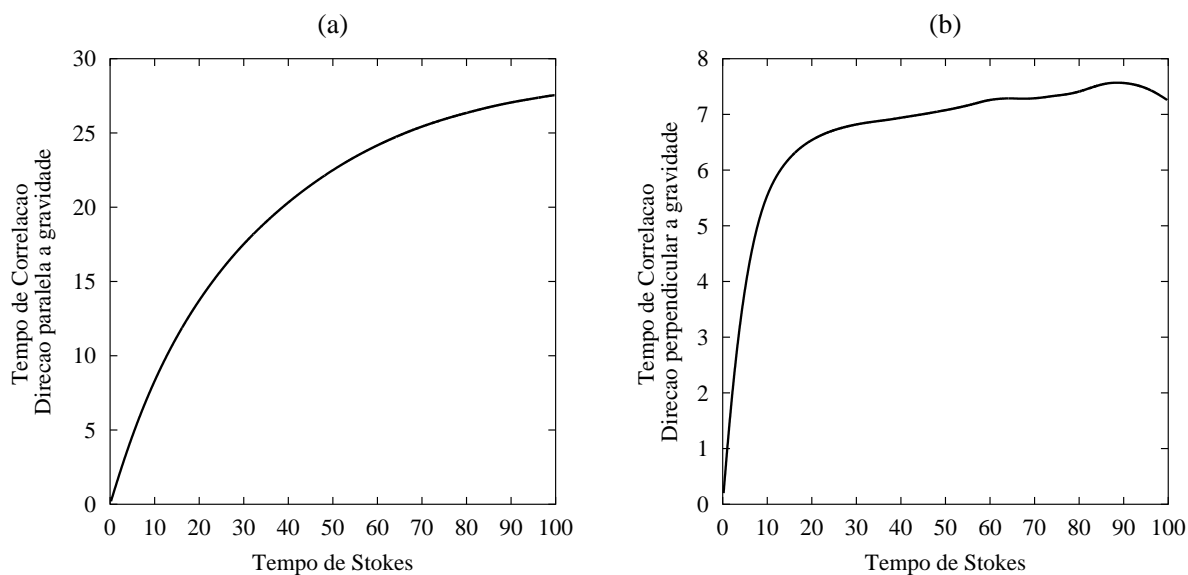 (a)
30
25
20
15
10
5
0
Tempo de Correlacao
Direcao paralela a gravidade
0 10 20 30 40 50 60 70 80 90 100
Tempo de Stokes
(b)
8
7
6
5
4
3
2
1
0
Tempo de Correlacao
Direcao perpendicular a gravidade
0 10 20 30 40 50 60 70 80 90 100
Tempo de Stokes